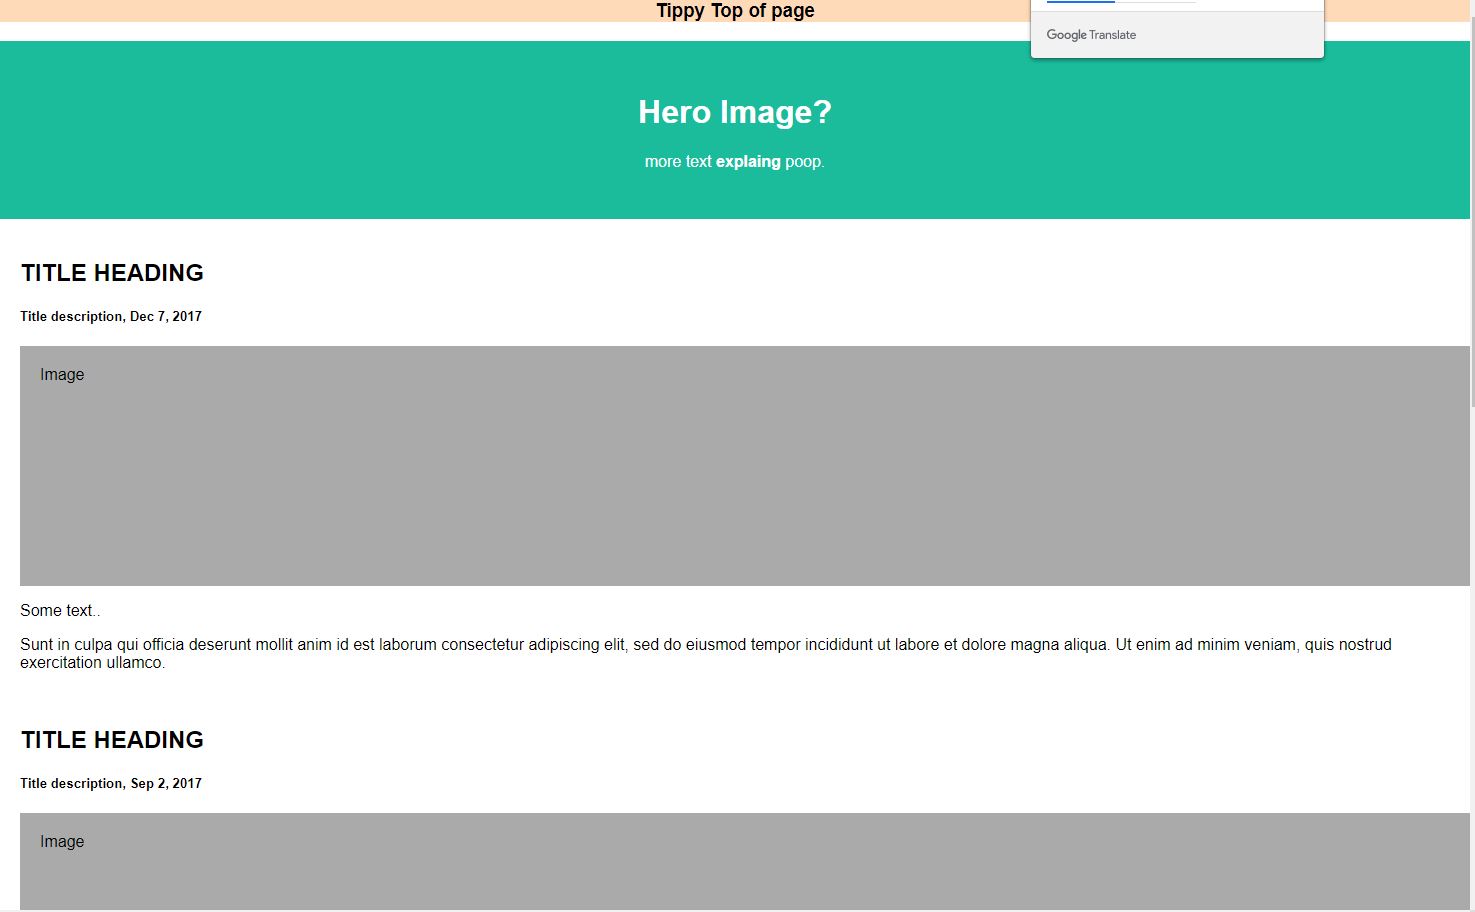 Tippy Top of page
Google Translate
Hero Image?
more text explaing poop.
TITLE HEADING
Title description, Dec 7, 2017
Image
Some text..
Sunt in culpa qui officia deserunt mollit anim id est laborum consectetur adipiscing elit, sed do eiusmod tempor incididunt ut labore et dolore magna aliqua. Ut enim ad minim veniam, quis nostrud
exercitation ullamco.
TITLE HEADING
Title description, Sep 2, 2017
Image